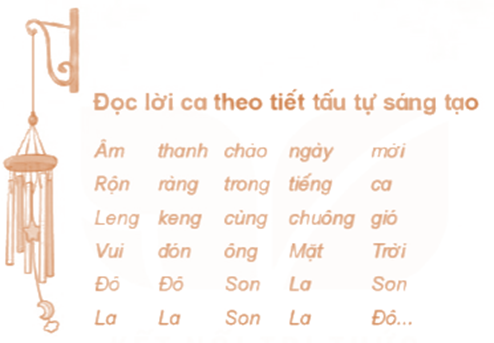 Đọc lời ca theo tiết tấu tự sáng tạo
Âm thanh chào ngày mới
Rộn ràng trong tiếng ca
Leng keng cùng chuông gió
Vui đón ông Mặt Trời
Đô Đô Son La Son
La La Son La Đô...